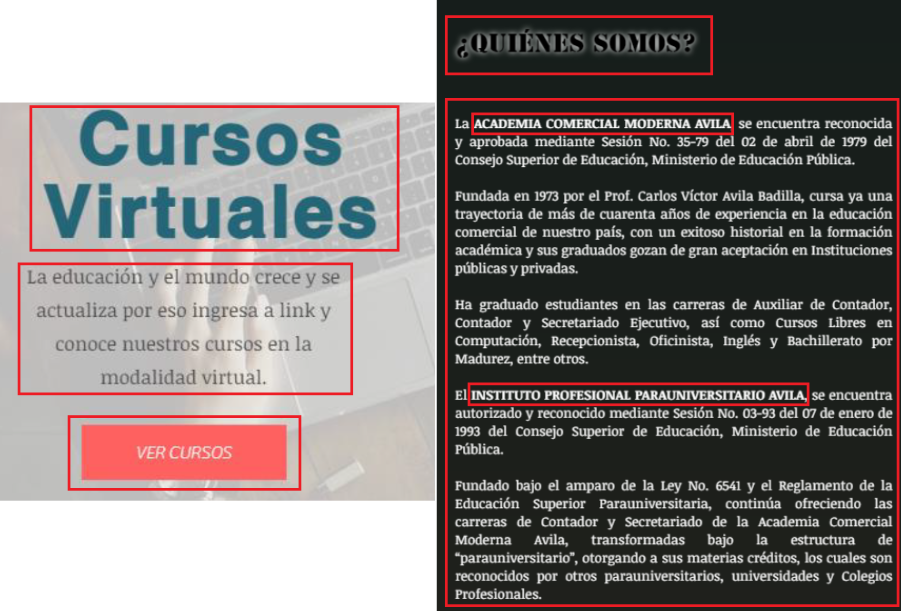 Cursos
Virtuales
La educación y el mundo crece y se
actualiza por eso ingresa a link y
conoce nuestros cursos en la
modalidad virtual.
VER CURSOS
¿QUIÉNES SOMOS?
La ACADEMIA COMERCIAL MODERNA AVILA se encuentra reconocida
y aprobada mediante Sesión No. 35-79 del 02 de abril de 1979 del
Consejo Superior de Educación, Ministerio de Educación Pública.
Fundada en 1973 por el Prof. Carlos Víctor Avila Badilla, cursa ya una
trayectoria de más de cuarenta años de experiencia en la educación
comercial de nuestro país, con un exitoso historial en la formación
académica y sus graduados gozan de gran aceptación en Instituciones
públicas y privadas.
Ha graduado estudiantes en las carreras de Auxiliar de Contador,
Contador y Secretariado Ejecutivo, así como Cursos Libres en
Computación, Recepcionista, Oficinista, Inglés y Bachillerato por
Madurez, entre otros.
El INSTITUTO PROFESIONAL PARAUNIVERSITARIO AVILA, se encuentra
autorizado y reconocido mediante Sesión No. 03-93 del 07 de enero de
1993 del Consejo Superior de Educación, Ministerio de Educación
Pública.
Fundado bajo el amparo de la Ley No. 6541 y el Reglamento de la
Educación Superior Parauniversitaria, continúa ofreciendo las
carreras de Contador y Secretariado de la Academia Comercial
Moderna Avila, transformadas bajo la estructura de
“parauniversitario", otorgando a sus materias créditos, los cuales son
reconocidos por otros parauniversitarios, universidades y Colegios
Profesionales.